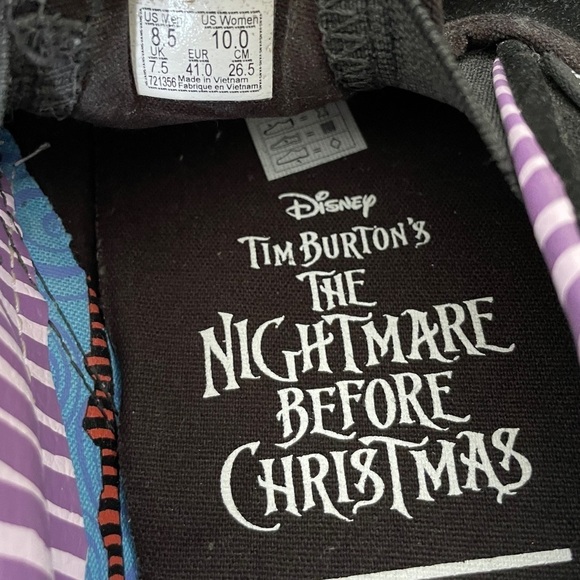 US Men US Women
8.5 10.0
UK EUR CM
7.5 41.0 26.5
721356 Made in Vietnam
Fabrique en Vietnam
Disney
TIM BURTON'S
THE
NIGHTMARE
BEFORE
CHRISTMAS